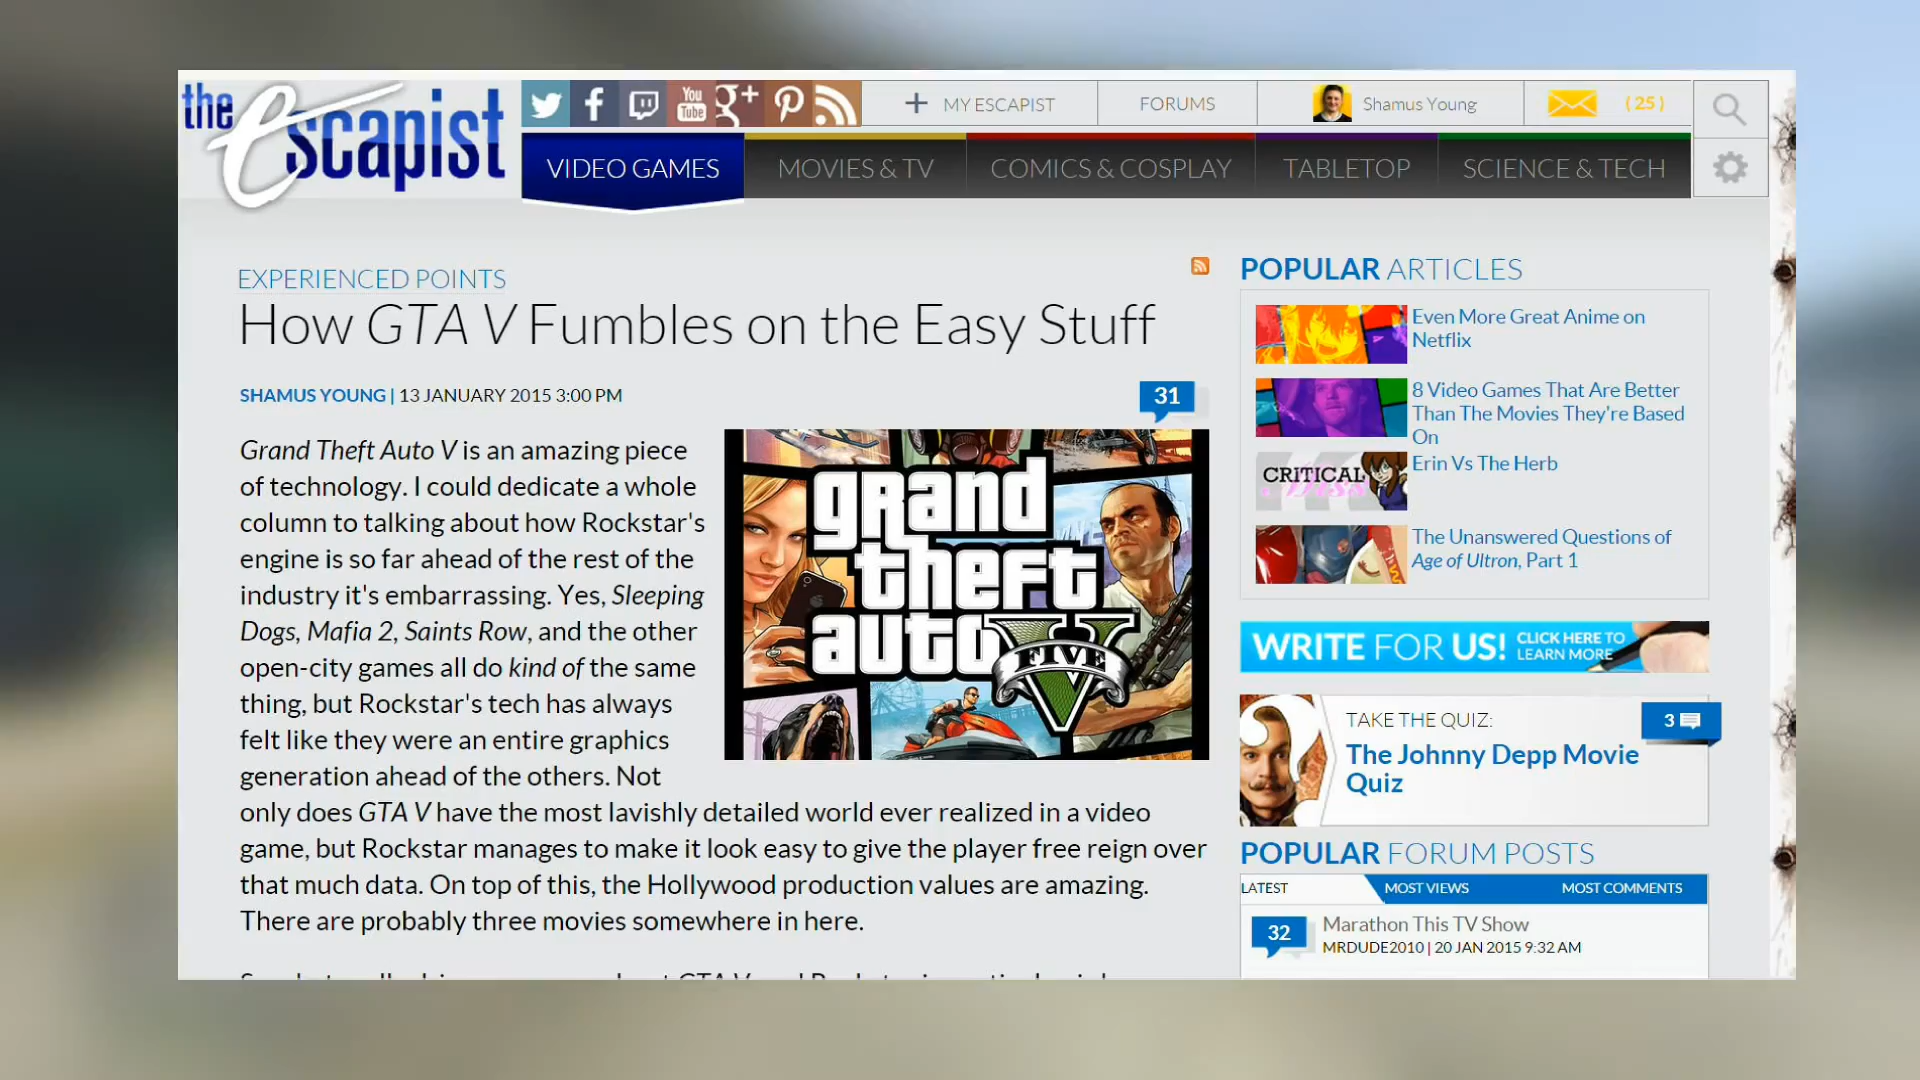 the escapist
You Tube
g+
+ MY ESCAPIST
FORUMS
Shamus Young
(25)
VIDEO GAMES
MOVIES & TV
COMICS & COSPLAY
TABLETOP
SCIENCE & TECH
EXPERIENCED POINTS
How GTA V Fumbles on the Easy Stuff
SHAMUS YOUNG | 13 JANUARY 2015 3:00 PM
31
Grand Theft Auto V is an amazing piece
of technology. I could dedicate a whole
column to talking about how Rockstar's
engine is so far ahead of the rest of the
industry it's embarrassing. Yes, Sleeping
Dogs, Mafia 2, Saints Row, and the other
open-city games all do kind of the same
thing, but Rockstar's tech has always
felt like they were an entire graphics
generation ahead of the others. Not
only does GTA V have the most lavishly detailed world ever realized in a video
game, but Rockstar manages to make it look easy to give the player free reign over
that much data. On top of this, the Hollywood production values are amazing.
There are probably three movies somewhere in here.
grand
theft
auto
V
FIVE
POPULAR ARTICLES
Even More Great Anime on
Netflix
8 Video Games That Are Better
Than The Movies They're Based
On
CRITICAL
Miss
Erin Vs The Herb
The Unanswered Questions of
Age of Ultron, Part 1
WRITE FOR US! CLICK HERE TO
LEARN MORE
TAKE THE QUIZ:
3
The Johnny Depp Movie
Quiz
POPULAR FORUM POSTS
LATEST
MOST VIEWS
MOST COMMENTS
32
Marathon This TV Show
MRDUDE2010 | 20 JAN 2015 9:32 AM